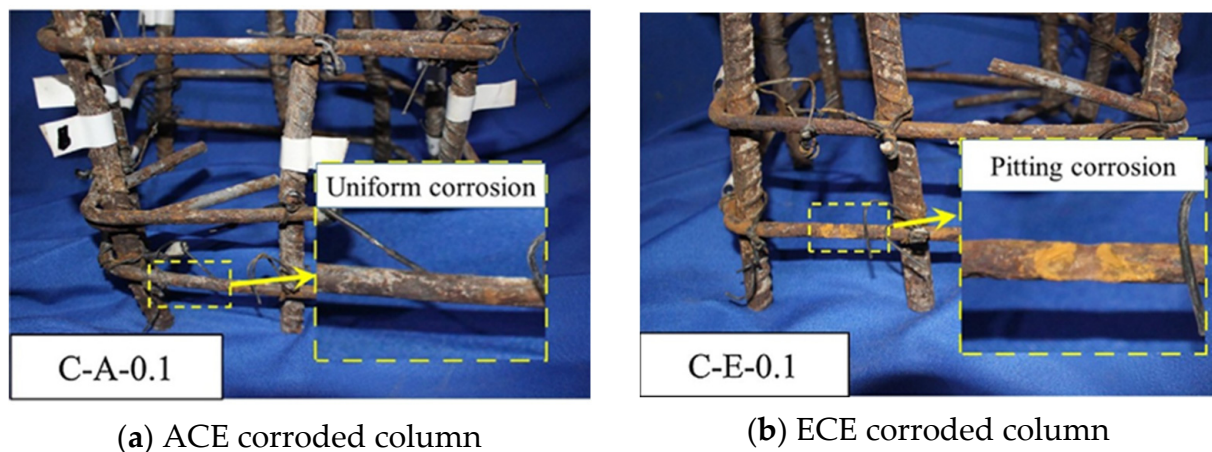 Uniform corrosion
C-A-0.1
(a) ACE corroded column
Pitting corrosion
C-E-0.1
(b) ECE corroded column